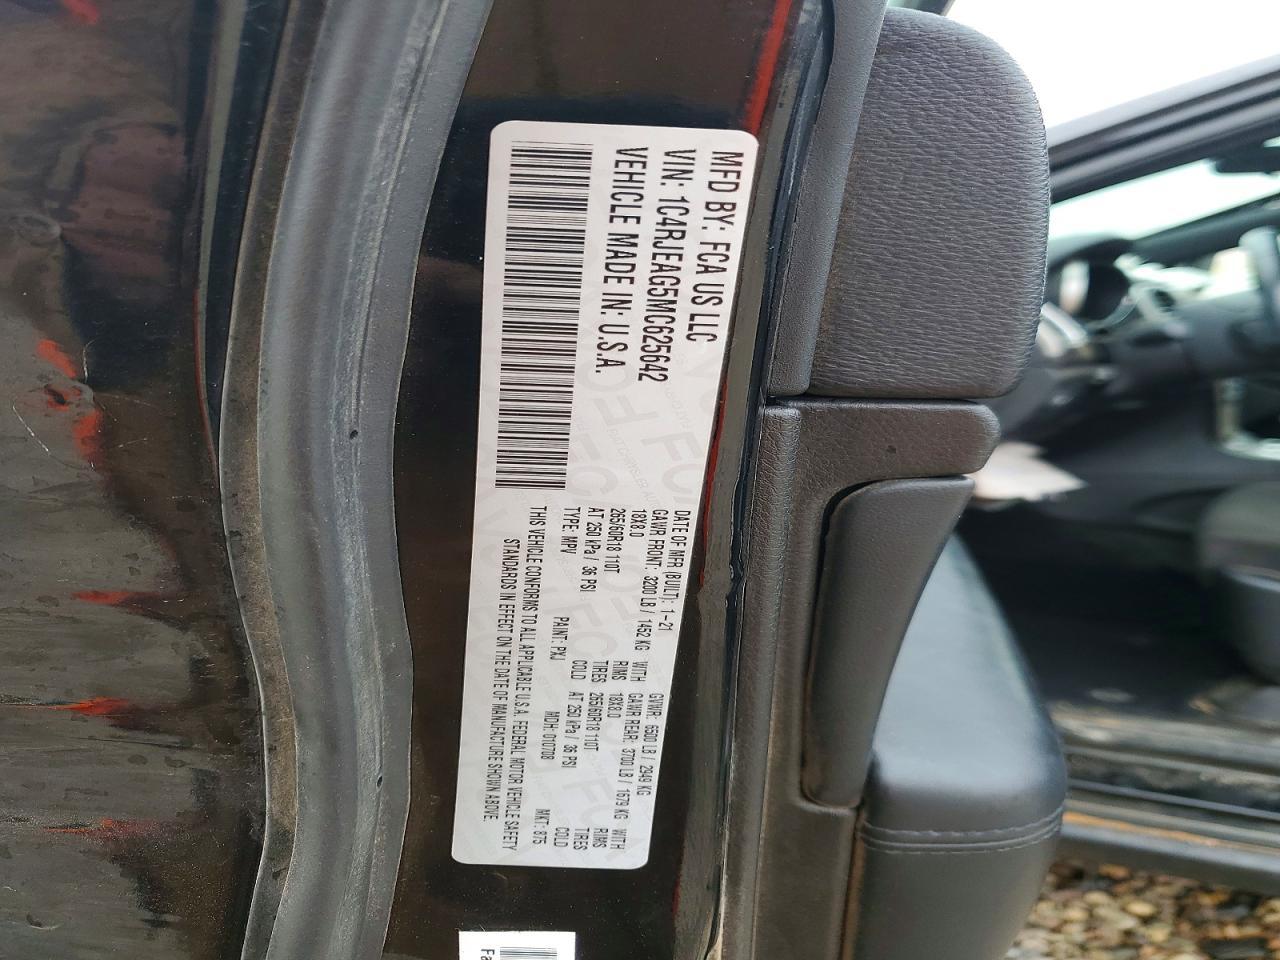 MFD BY: FCA US LLC
VIN: 1C4RJEAG5MC625642
VEHICLE MADE IN: U.S.A.
DATE OF MFR (BUILT): 1-21 GVWR: 6500 LB / 2949 KG
GAWR FRONT: 3200 LB / 1452 KG WITH GAWR REAR: 3700 LB / 1679 KG WITH
18X8.0 RIMS 18X8.0 RIMS
265/60R18 110T TIRES 265/60R18 110T TIRES
AT 250 kPa / 36 PSI COLD AT 250 kPa / 36 PSI COLD
TYPE: MPV PAINT: PXJ MDH: 010708 MKT: 875
THIS VEHICLE CONFORMS TO ALL APPLICABLE U.S.A. FEDERAL MOTOR VEHICLE SAFETY
STANDARDS IN EFFECT ON THE DATE OF MANUFACTURE SHOWN ABOVE.